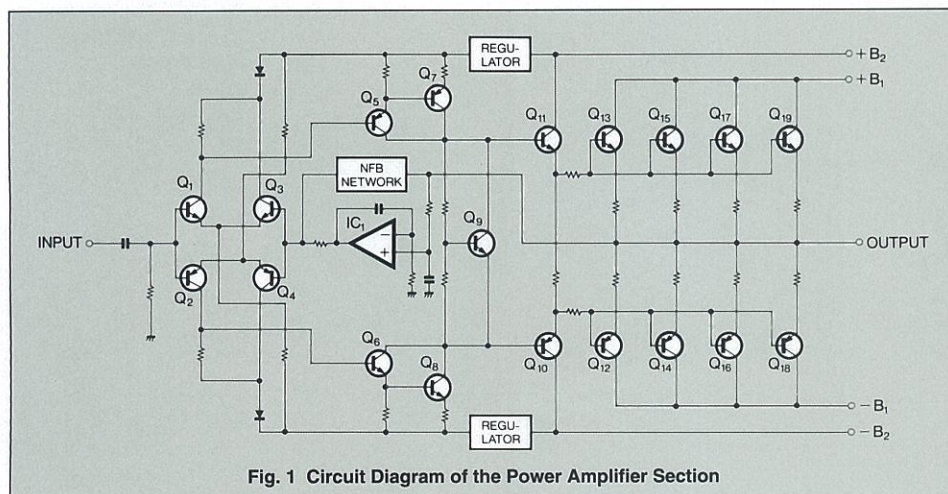 REGU-
LATOR
+ B₂
+ B₁
Q₇
Q₅
Q₁₁
Q₁₃
Q₁₅
Q₁₇
Q₁₉
NFB
NETWORK
Q₁
Q₃
IC₁
Q₉
−
+
INPUT
OUTPUT
Q₂
Q₄
Q₆
Q₈
Q₁₀
Q₁₂
Q₁₄
Q₁₆
Q₁₈
REGU-
LATOR
− B₁
− B₂
Fig. 1 Circuit Diagram of the Power Amplifier Section